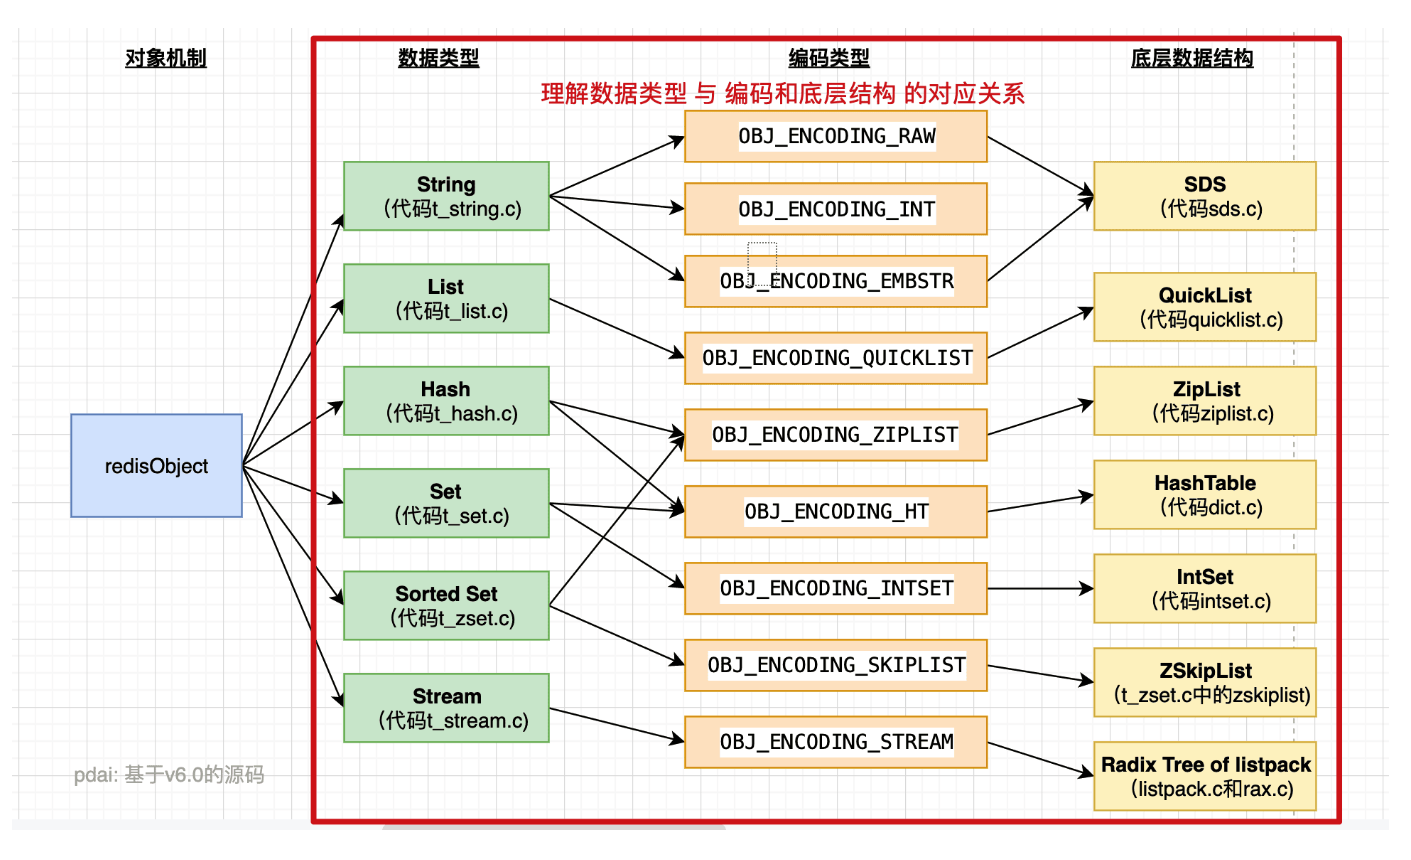 对象机制
数据类型
编码类型
底层数据结构
理解数据类型 与 编码和底层结构 的对应关系
redisObject
String
（代码t_string.c)
List
（代码t_list.c)
Hash
（代码t_hash.c)
Set
（代码t_set.c)
Sorted Set
（代码t_zset.c)
Stream
（代码t_stream.c)
OBJ_ENCODING_RAW
OBJ_ENCODING_INT
OBJ_ENCODING_EMBSTR
OBJ_ENCODING_QUICKLIST
OBJ_ENCODING_ZIPLIST
OBJ_ENCODING_HT
OBJ_ENCODING_INTSET
OBJ_ENCODING_SKIPLIST
OBJ_ENCODING_STREAM
SDS
（代码sds.c)
QuickList
（代码quicklist.c)
ZipList
（代码ziplist.c)
HashTable
（代码dict.c)
IntSet
（代码intset.c)
ZSkipList
（t_zset.c中的zskiplist)
Radix Tree of listpack
（listpack.c和rax.c)
pdai: 基于v6.0的源码